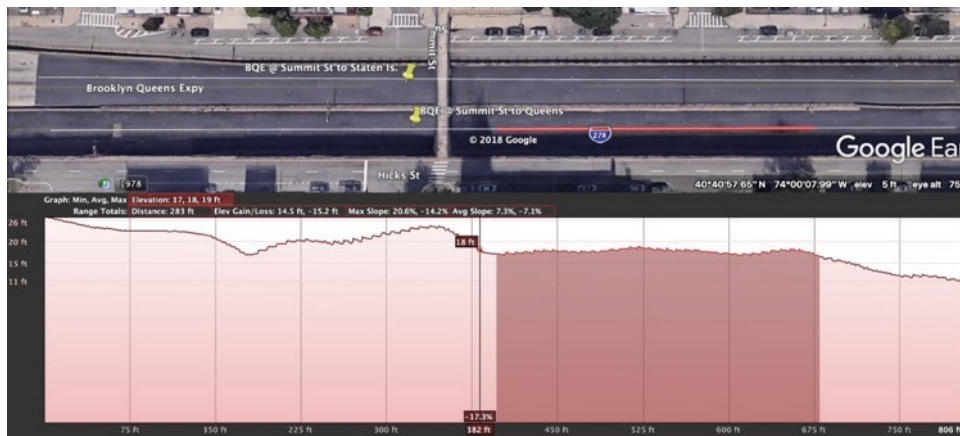 Summit St
BQE @ Summit St to Staten Is.
Brooklyn Queens Expy
BQE @ Summit St to Queens
© 2018 Google
278
Google Ear
Hicks St
1978
40°40'57.65" N 74°00'07.99" W elev 5 ft eye alt 75
Graph: Min, Avg, Max Elevation: 17, 18, 19 ft
Range Totals: Distance: 283 ft Elev Gain/Loss: 14.5 ft, -15.2 ft Max Slope: 20.6%, -14.2% Avg Slope: 7.3%, -7.1%
26 ft
20 ft
18 ft
15 ft
11 ft
-17.3%
75 ft 150 ft 225 ft 300 ft 382 ft 450 ft 525 ft 600 ft 675 ft 750 ft 806 ft